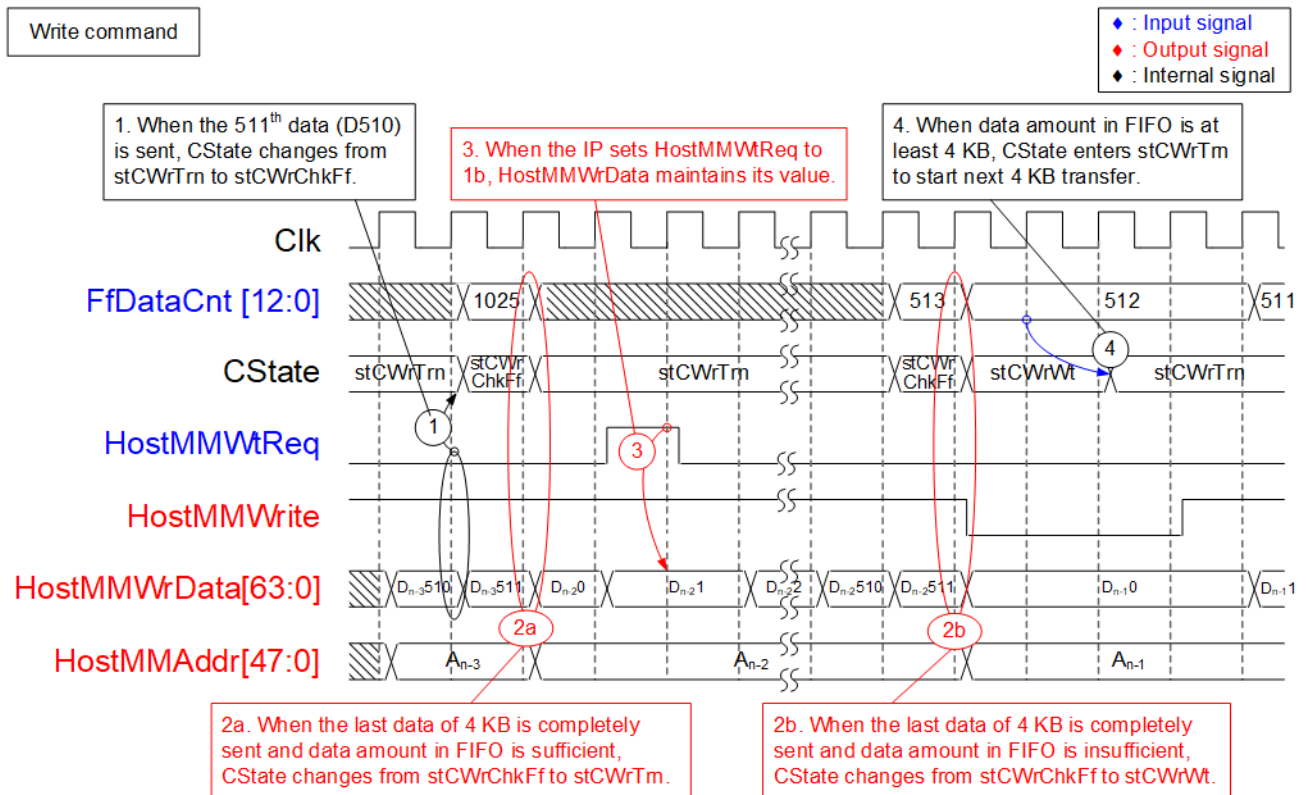 Write command
♦ : Input signal
♦ : Output signal
♦ : Internal signal
1. When the 511th data (D510)
is sent, CState changes from
stCWrTrn to stCWrChkFf.
3. When the IP sets HostMMWtReq to
1b, HostMMWrData maintains its value.
4. When data amount in FIFO is at
least 4 KB, CState enters stCWrTrn
to start next 4 KB transfer.
Clk
FfDataCnt [12:0]
1025
513
512
511
CState
stCWrTrn
stCWr
ChkFf
stCWrTrn
stCWr
ChkFf
stCWrWt
4
stCWrTrn
HostMMWtReq
1
3
HostMMWrite
HostMMWrData[63:0]
Dn-3510
Dn-3511
Dn-20
Dn-21
Dn-22
Dn-2510
Dn-2511
Dn-10
Dn-11
2a
2b
HostMMAddr[47:0]
An-3
An-2
An-1
2a. When the last data of 4 KB is completely
sent and data amount in FIFO is sufficient,
CState changes from stCWrChkFf to stCWrTrn.
2b. When the last data of 4 KB is completely
sent and data amount in FIFO is insufficient,
CState changes from stCWrChkFf to stCWrWt.